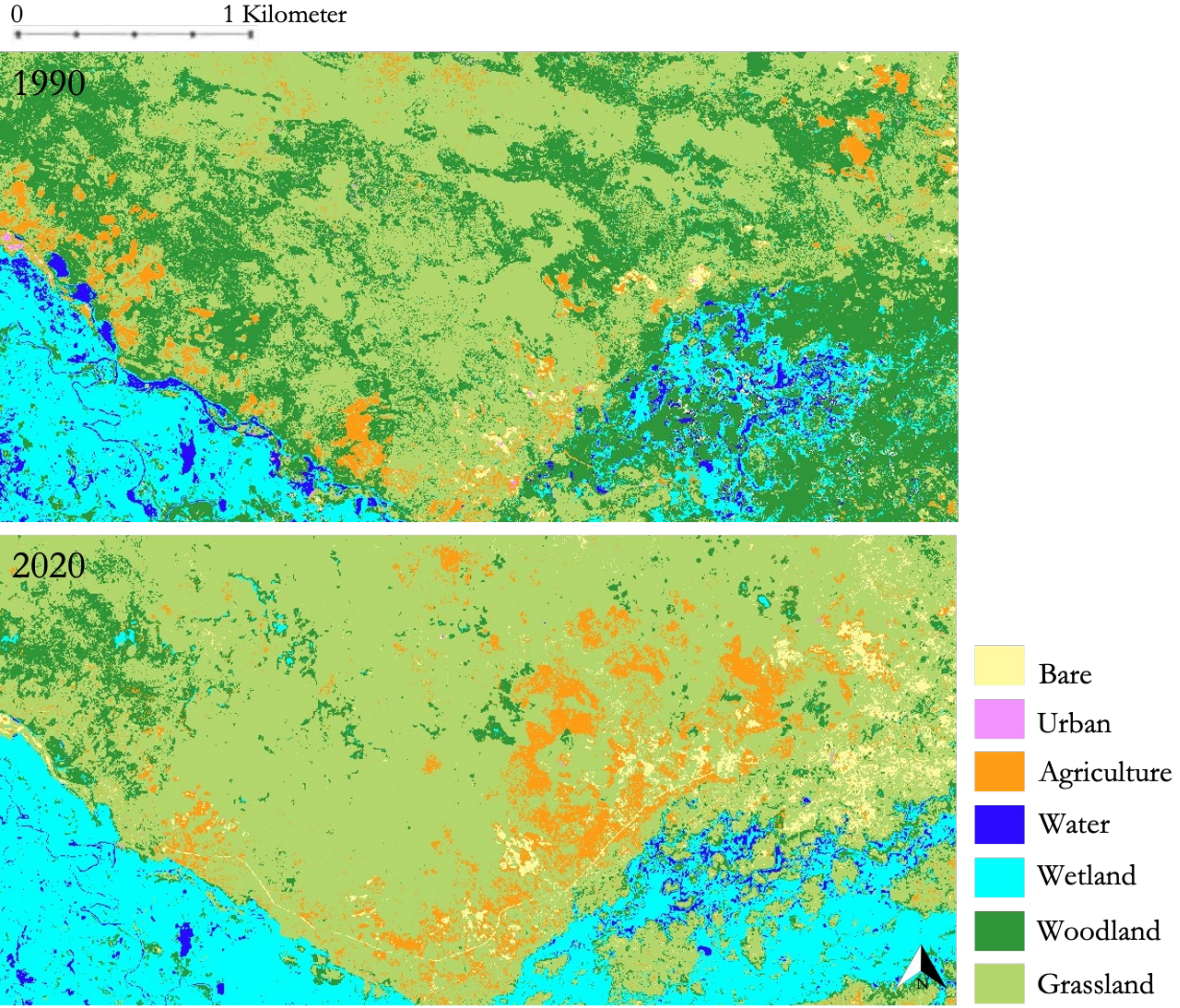 0 1 Kilometer
1990
2020
Bare
Urban
Agriculture
Water
Wetland
Woodland
Grassland
N